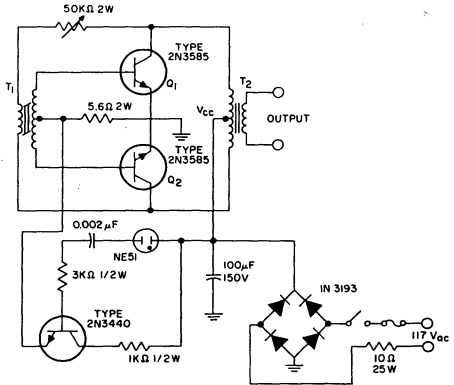 50KΩ 2W
TYPE
2N3585
T1
Q1
T2
5.6Ω 2W
VCC
OUTPUT
TYPE
2N3585
Q2
0.002µF
NE51
3KΩ 1/2W
100µF
150V
IN 3193
TYPE
2N3440
117 Vac
1KΩ 1/2W
10Ω
25W